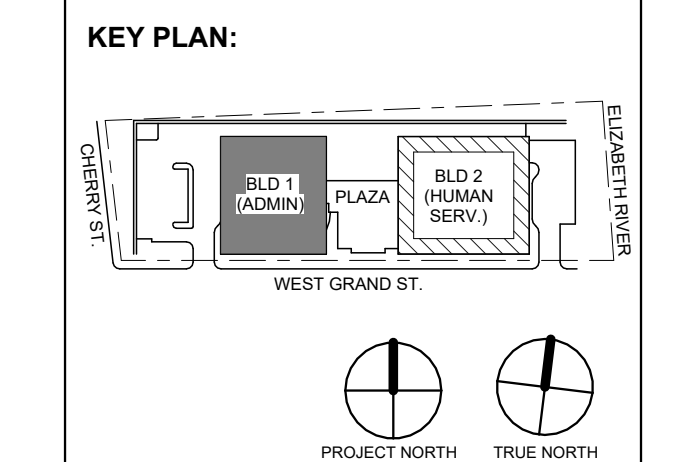 KEY PLAN:
CHERRY ST.
BLD 1
(ADMIN)
PLAZA
BLD 2
(HUMAN
SERV.)
ELIZABETH RIVER
WEST GRAND ST.
PROJECT NORTH
TRUE NORTH